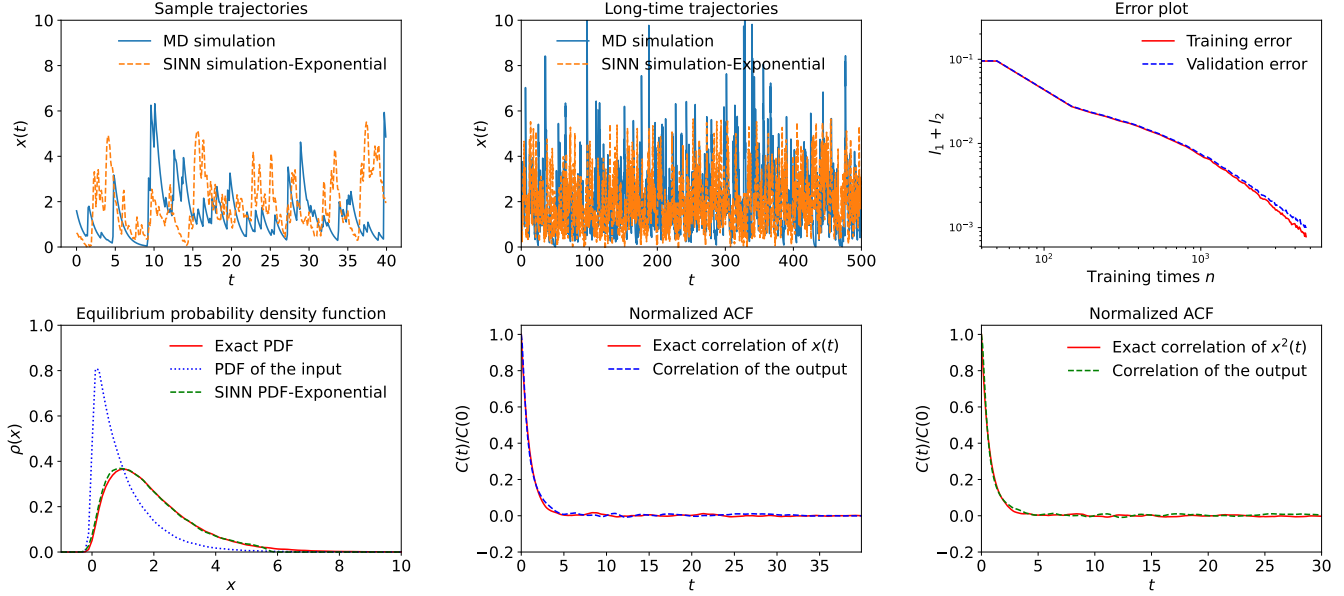 Sample trajectories
MD simulation
SINN simulation-Exponential
x(t)
10
8
6
4
2
0
0 5 10 15 20 25 30 35 40
t
Long-time trajectories
MD simulation
SINN simulation-Exponential
x(t)
10
8
6
4
2
0
0 100 200 300 400 500
t
Error plot
Training error
Validation error
l₁ + l₂
10⁻¹
10⁻²
10⁻³
10² 10³
Training times n
Equilibrium probability density function
Exact PDF
PDF of the input
SINN PDF-Exponential
ρ(x)
1.0
0.8
0.6
0.4
0.2
0.0
0 2 4 6 8 10
x
Normalized ACF
Exact correlation of x(t)
Correlation of the output
C(t)/C(0)
1.0
0.8
0.6
0.4
0.2
0.0
−0.2
0 5 10 15 20 25 30 35
t
Normalized ACF
Exact correlation of x²(t)
Correlation of the output
C(t)/C(0)
1.0
0.8
0.6
0.4
0.2
0.0
−0.2
0 5 10 15 20 25 30
t